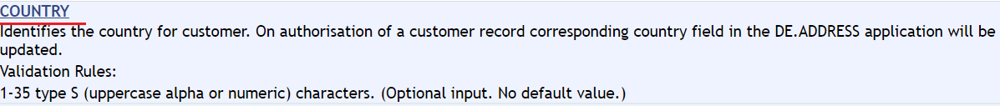 COUNTRY
Identifies the country for customer. On authorisation of a customer record corresponding country field in the DE.ADDRESS application will be
updated.
Validation Rules:
1-35 type S (uppercase alpha or numeric) characters. (Optional input. No default value.)